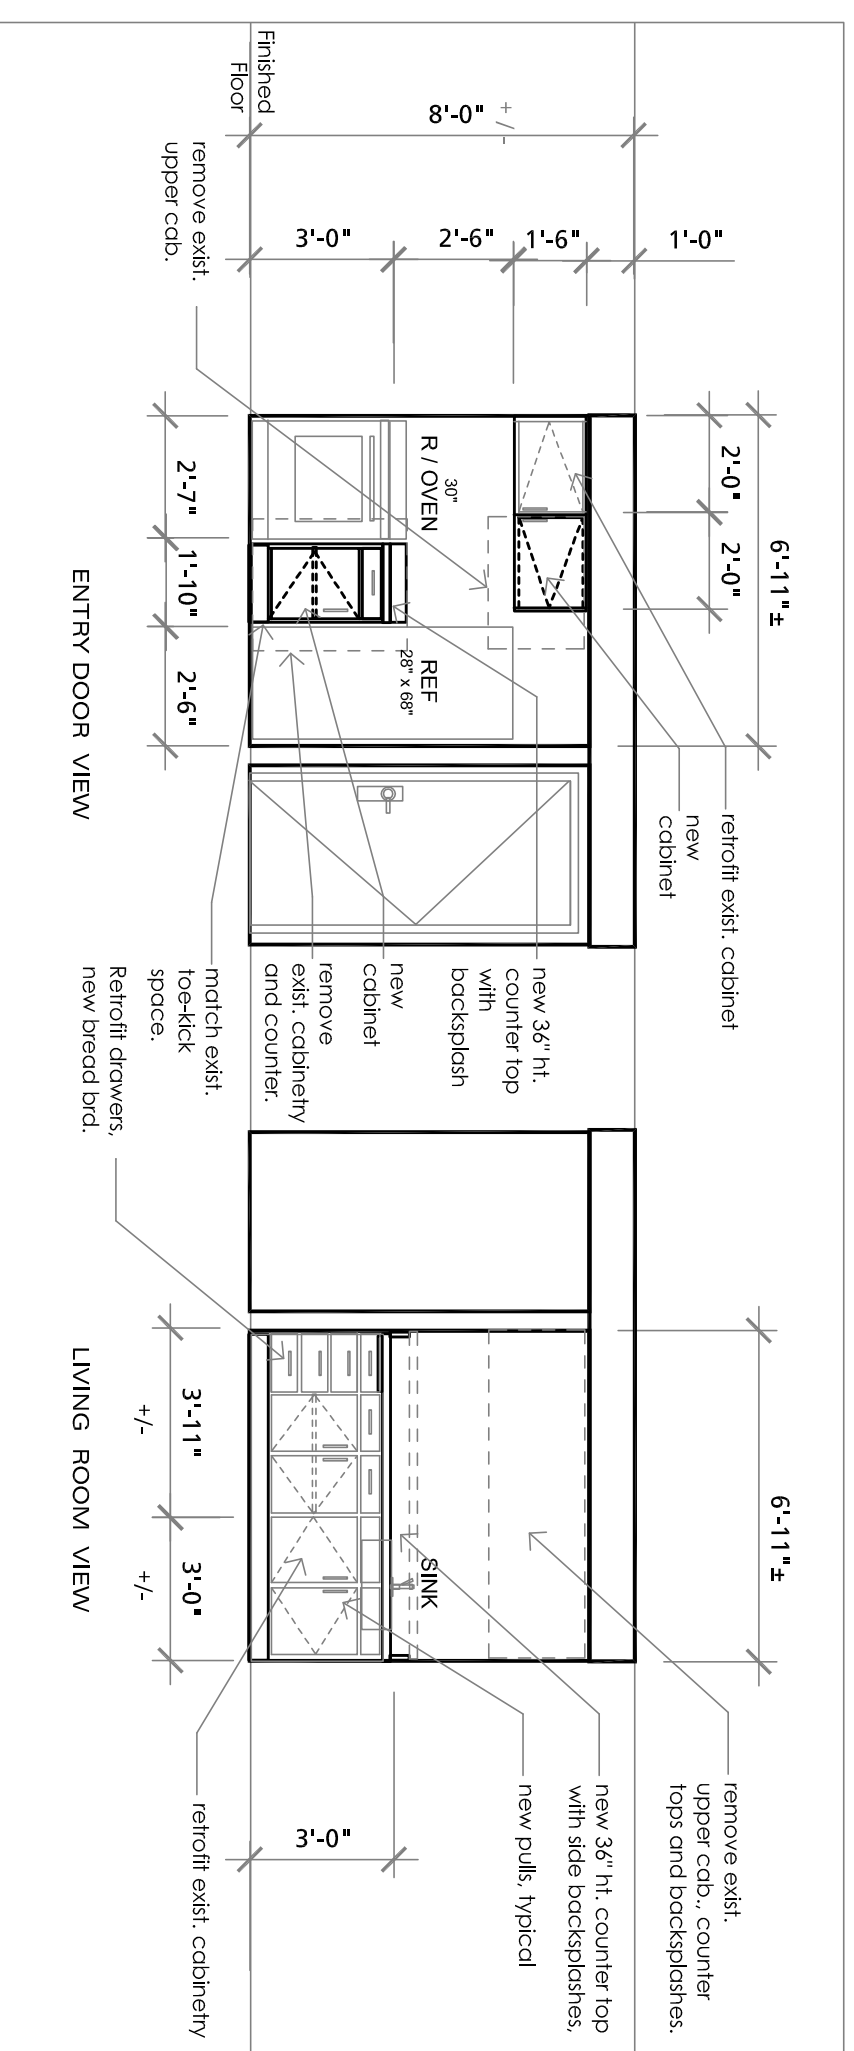 Finished
Floor
8'-0"
+/-
3'-0"
2'-6"
1'-6"
1'-0"
remove exist.
upper cab.
6'-11"±
2'-0"
2'-0"
retrofit exist. cabinet
new
cabinet
30"
R / OVEN
REF
28" x 68"
2'-7"
1'-10"
2'-6"
ENTRY DOOR VIEW
new 36" ht.
counter top
with
backsplash
new
cabinet
remove
exist. cabinetry
and counter.
match exist.
toe-kick
space.
Retrofit drawers,
new bread brd.
6'-11"±
SINK
3'-11"
+/-
3'-0"
+/-
LIVING ROOM VIEW
remove exist.
upper cab., counter
tops and backsplashes.
new 36" ht. counter top
with side backsplashes,
new pulls, typical
3'-0"
retrofit exist. cabinetry